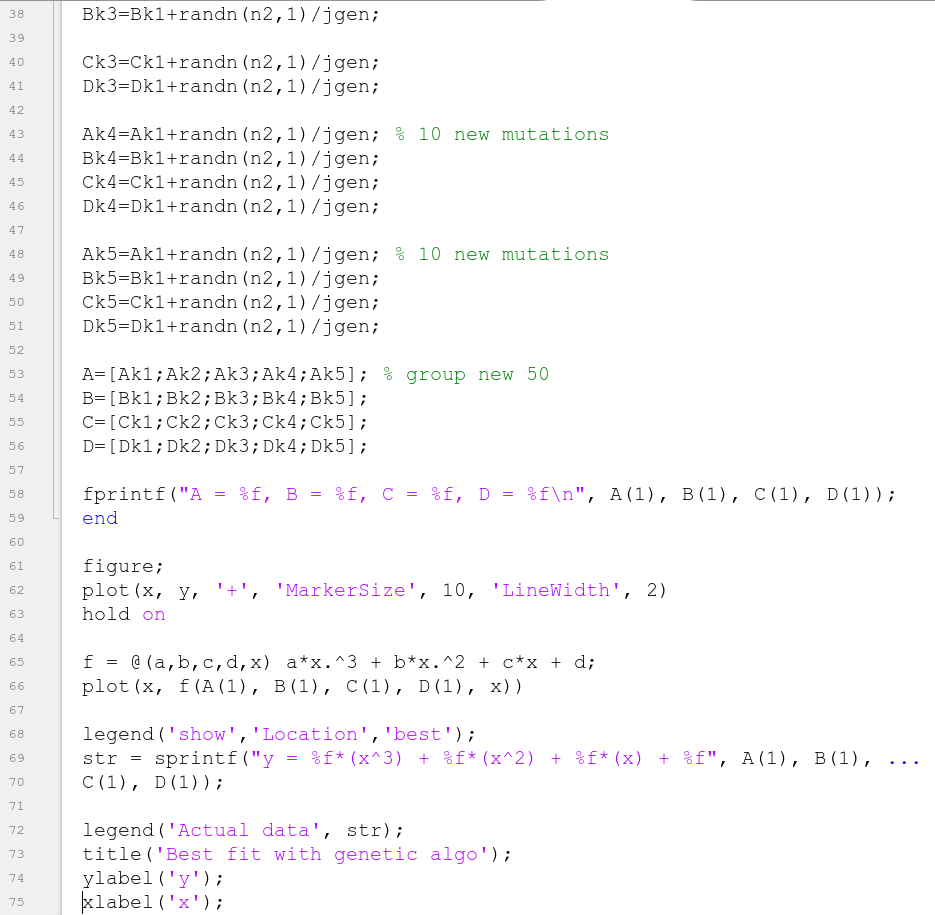 38 Bk3=Bk1+randn(n2,1)/jgen;
39
40 Ck3=Ck1+randn(n2,1)/jgen;
41 Dk3=Dk1+randn(n2,1)/jgen;
42
43 Ak4=Ak1+randn(n2,1)/jgen; % 10 new mutations
44 Bk4=Bk1+randn(n2,1)/jgen;
45 Ck4=Ck1+randn(n2,1)/jgen;
46 Dk4=Dk1+randn(n2,1)/jgen;
47
48 Ak5=Ak1+randn(n2,1)/jgen; % 10 new mutations
49 Bk5=Bk1+randn(n2,1)/jgen;
50 Ck5=Ck1+randn(n2,1)/jgen;
51 Dk5=Dk1+randn(n2,1)/jgen;
52
53 A=[Ak1;Ak2;Ak3;Ak4;Ak5]; % group new 50
54 B=[Bk1;Bk2;Bk3;Bk4;Bk5];
55 C=[Ck1;Ck2;Ck3;Ck4;Ck5];
56 D=[Dk1;Dk2;Dk3;Dk4;Dk5];
57
58 fprintf("A = %f, B = %f, C = %f, D = %f\n", A(1), B(1), C(1), D(1));
59 end
60
61 figure;
62 plot(x, y, '+', 'MarkerSize', 10, 'LineWidth', 2)
63 hold on
64
65 f = @(a,b,c,d,x) a*x.^3 + b*x.^2 + c*x + d;
66 plot(x, f(A(1), B(1), C(1), D(1), x))
67
68 legend('show','Location','best');
69 str = sprintf("y = %f*(x^3) + %f*(x^2) + %f*(x) + %f", A(1), B(1), ...
70 C(1), D(1));
71
72 legend('Actual data', str);
73 title('Best fit with genetic algo');
74 ylabel('y');
75 xlabel('x');